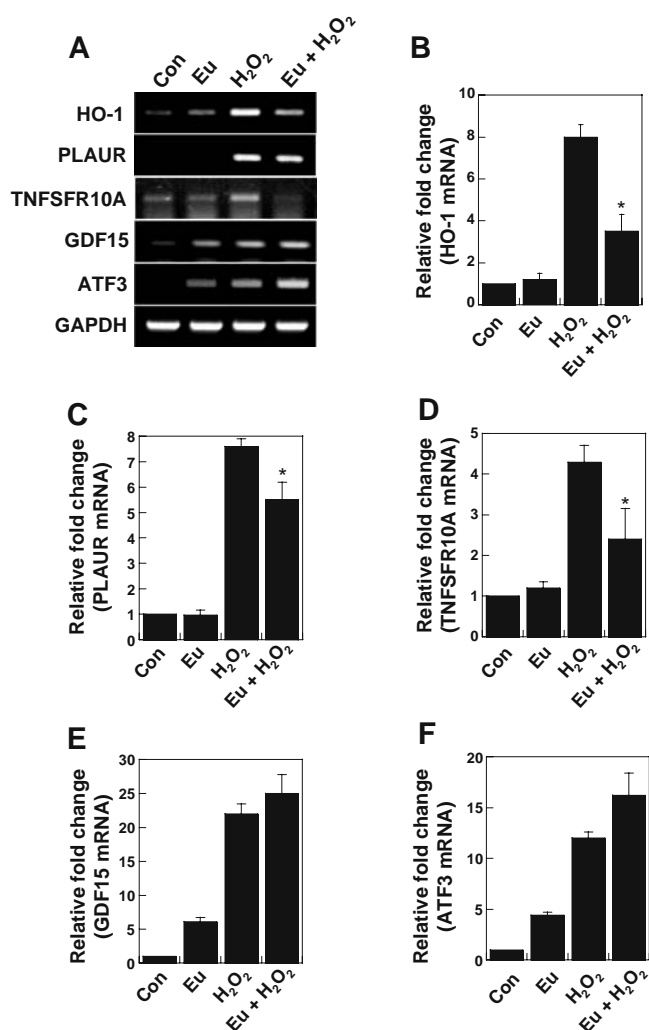 A
Con Eu H₂O₂ Eu + H₂O₂
HO-1
PLAUR
TNFSFR10A
GDF15
ATF3
GAPDH
B
Relative fold change
(HO-1 mRNA)
10
8
6
4
2
0
*
Con Eu H₂O₂ Eu + H₂O₂
C
Relative fold change
(PLAUR mRNA)
8
7
6
5
4
3
2
1
0
*
Con Eu H₂O₂ Eu + H₂O₂
D
Relative fold change
(TNFSFR10A mRNA)
5
4
3
2
1
0
*
Con Eu H₂O₂ Eu + H₂O₂
E
Relative fold change
(GDF15 mRNA)
30
25
20
15
10
5
0
Con Eu H₂O₂ Eu + H₂O₂
F
Relative fold change
(ATF3 mRNA)
20
15
10
5
0
Con Eu H₂O₂ Eu + H₂O₂